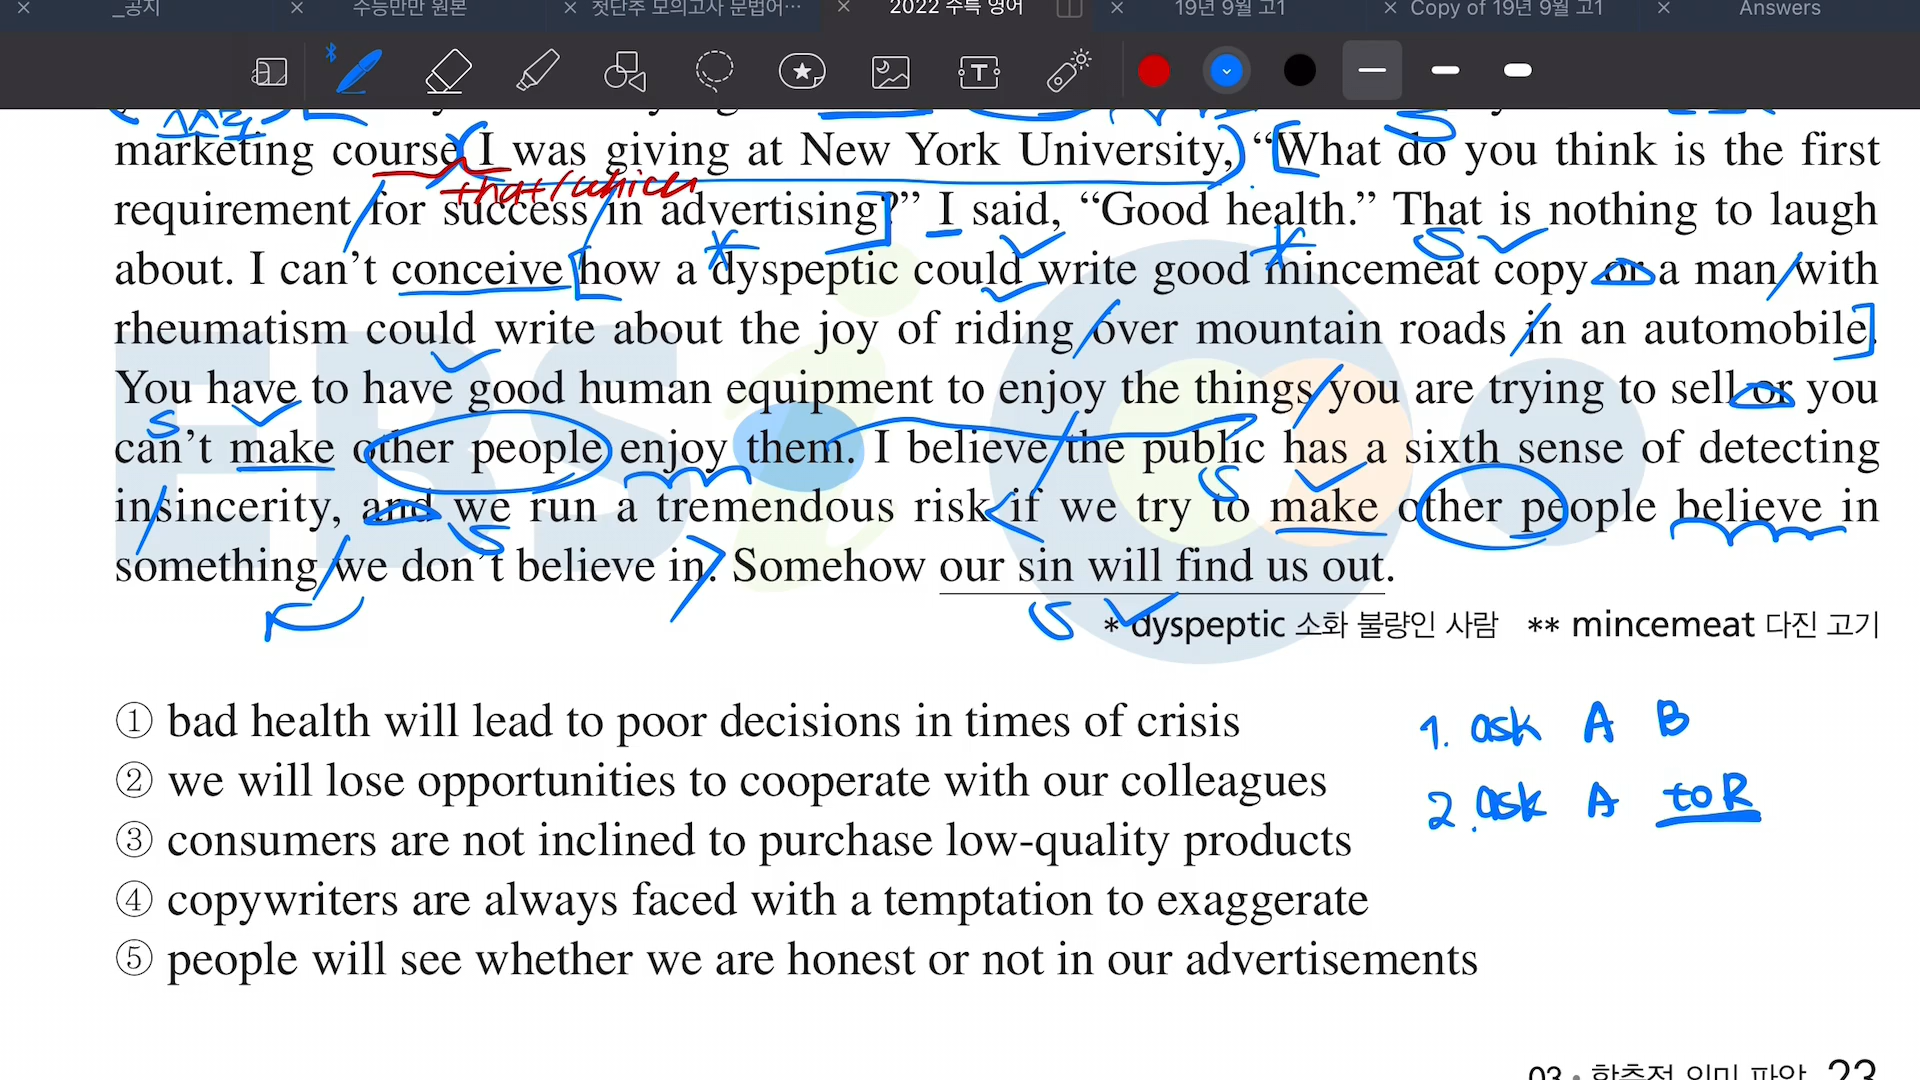 _공지
수능만만 원본
첫단추 모의고사 문법어…
2022 수특 영어
19년 9월 고1
Copy of 19년 9월 고1
Answers
marketing course I was giving at New York University, “What do you think is the first
that/which
requirement for success in advertising?” I said, “Good health.” That is nothing to laugh
about. I can’t conceive how a dyspeptic could write good mincemeat copy or a man with
rheumatism could write about the joy of riding over mountain roads in an automobile.
You have to have good human equipment to enjoy the things you are trying to sell or you
can’t make other people enjoy them. I believe the public has a sixth sense of detecting
insincerity, and we run a tremendous risk if we try to make other people believe in
something we don’t believe in. Somehow our sin will find us out.
* dyspeptic 소화 불량인 사람 ** mincemeat 다진 고기
① bad health will lead to poor decisions in times of crisis
② we will lose opportunities to cooperate with our colleagues
③ consumers are not inclined to purchase low-quality products
④ copywriters are always faced with a temptation to exaggerate
⑤ people will see whether we are honest or not in our advertisements
1. ask A B
2. ask A to R
03 • 함축적 의미 파악 23